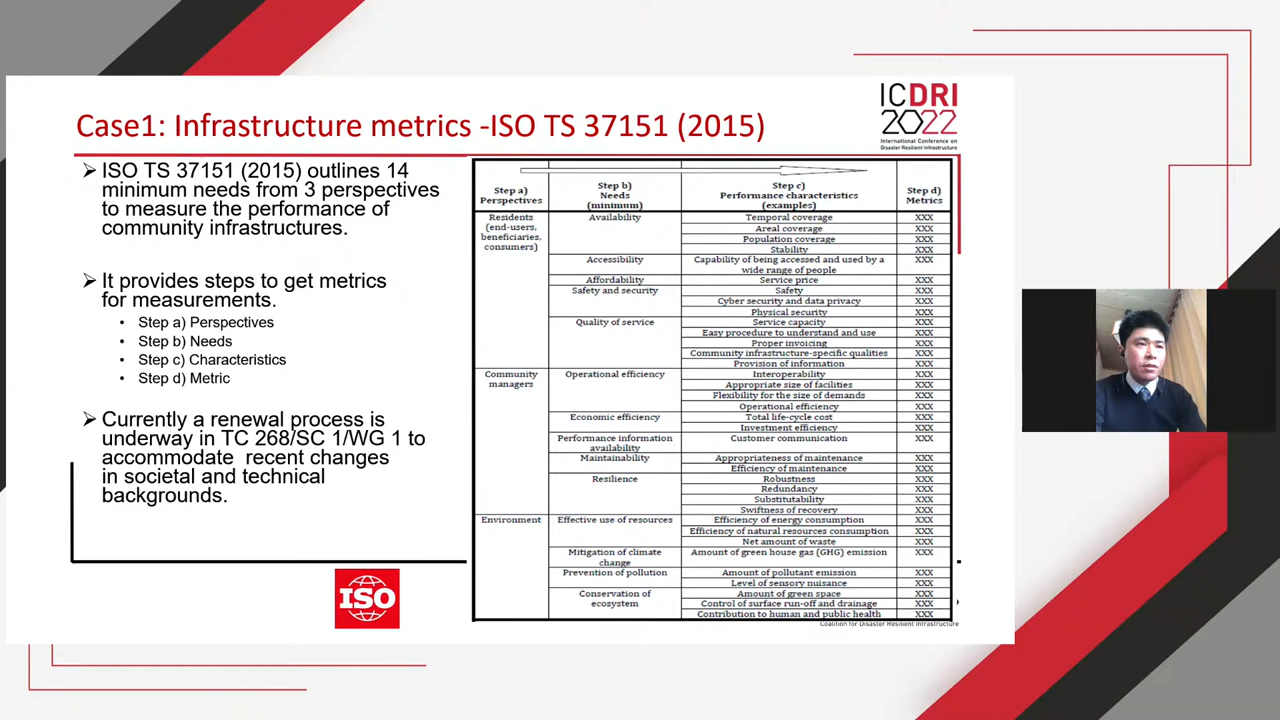 ICDRI
2022
International Conference on
Disaster Resilient Infrastructure
Case1: Infrastructure metrics -ISO TS 37151 (2015)
➢ ISO TS 37151 (2015) outlines 14
minimum needs from 3 perspectives
to measure the performance of
community infrastructures.
➢ It provides steps to get metrics
for measurements.
• Step a) Perspectives
• Step b) Needs
• Step c) Characteristics
• Step d) Metric
➢ Currently a renewal process is
underway in TC 268/SC 1/WG 1 to
accommodate recent changes
in societal and technical
backgrounds.
ISO
Step a)
Perspectives
Step b)
Needs
(minimum)
Step c)
Performance characteristics
(examples)
Step d)
Metrics
Residents
(end-users,
beneficiaries,
consumers)
Availability
Temporal coverage XXX
Areal coverage XXX
Population coverage XXX
Stability XXX
Accessibility
Capability of being accessed and used by a
wide range of people
XXX
Affordability Service price XXX
Safety and security Safety XXX
Cyber security and data privacy XXX
Physical security XXX
Quality of service Service capacity XXX
Easy procedure to understand and use XXX
Proper invoicing XXX
Community infrastructure-specific qualities XXX
Provision of information XXX
Community
managers
Operational efficiency Interoperability XXX
Appropriate size of facilities XXX
Flexibility for the size of demands XXX
Operational efficiency XXX
Economic efficiency Total life-cycle cost XXX
Investment efficiency XXX
Performance information
availability
Customer communication XXX
Maintainability Appropriateness of maintenance XXX
Efficiency of maintenance XXX
Resilience Robustness XXX
Redundancy XXX
Substitutability XXX
Swiftness of recovery XXX
Environment Effective use of resources Efficiency of energy consumption XXX
Efficiency of natural resources consumption XXX
Net amount of waste XXX
Mitigation of climate
change
Amount of green house gas (GHG) emission XXX
Prevention of pollution Amount of pollutant emission XXX
Level of sensory nuisance XXX
Conservation of
ecosystem
Amount of green space XXX
Control of surface run-off and drainage XXX
Contribution to human and public health XXX
Coalition for Disaster Resilient Infrastructure